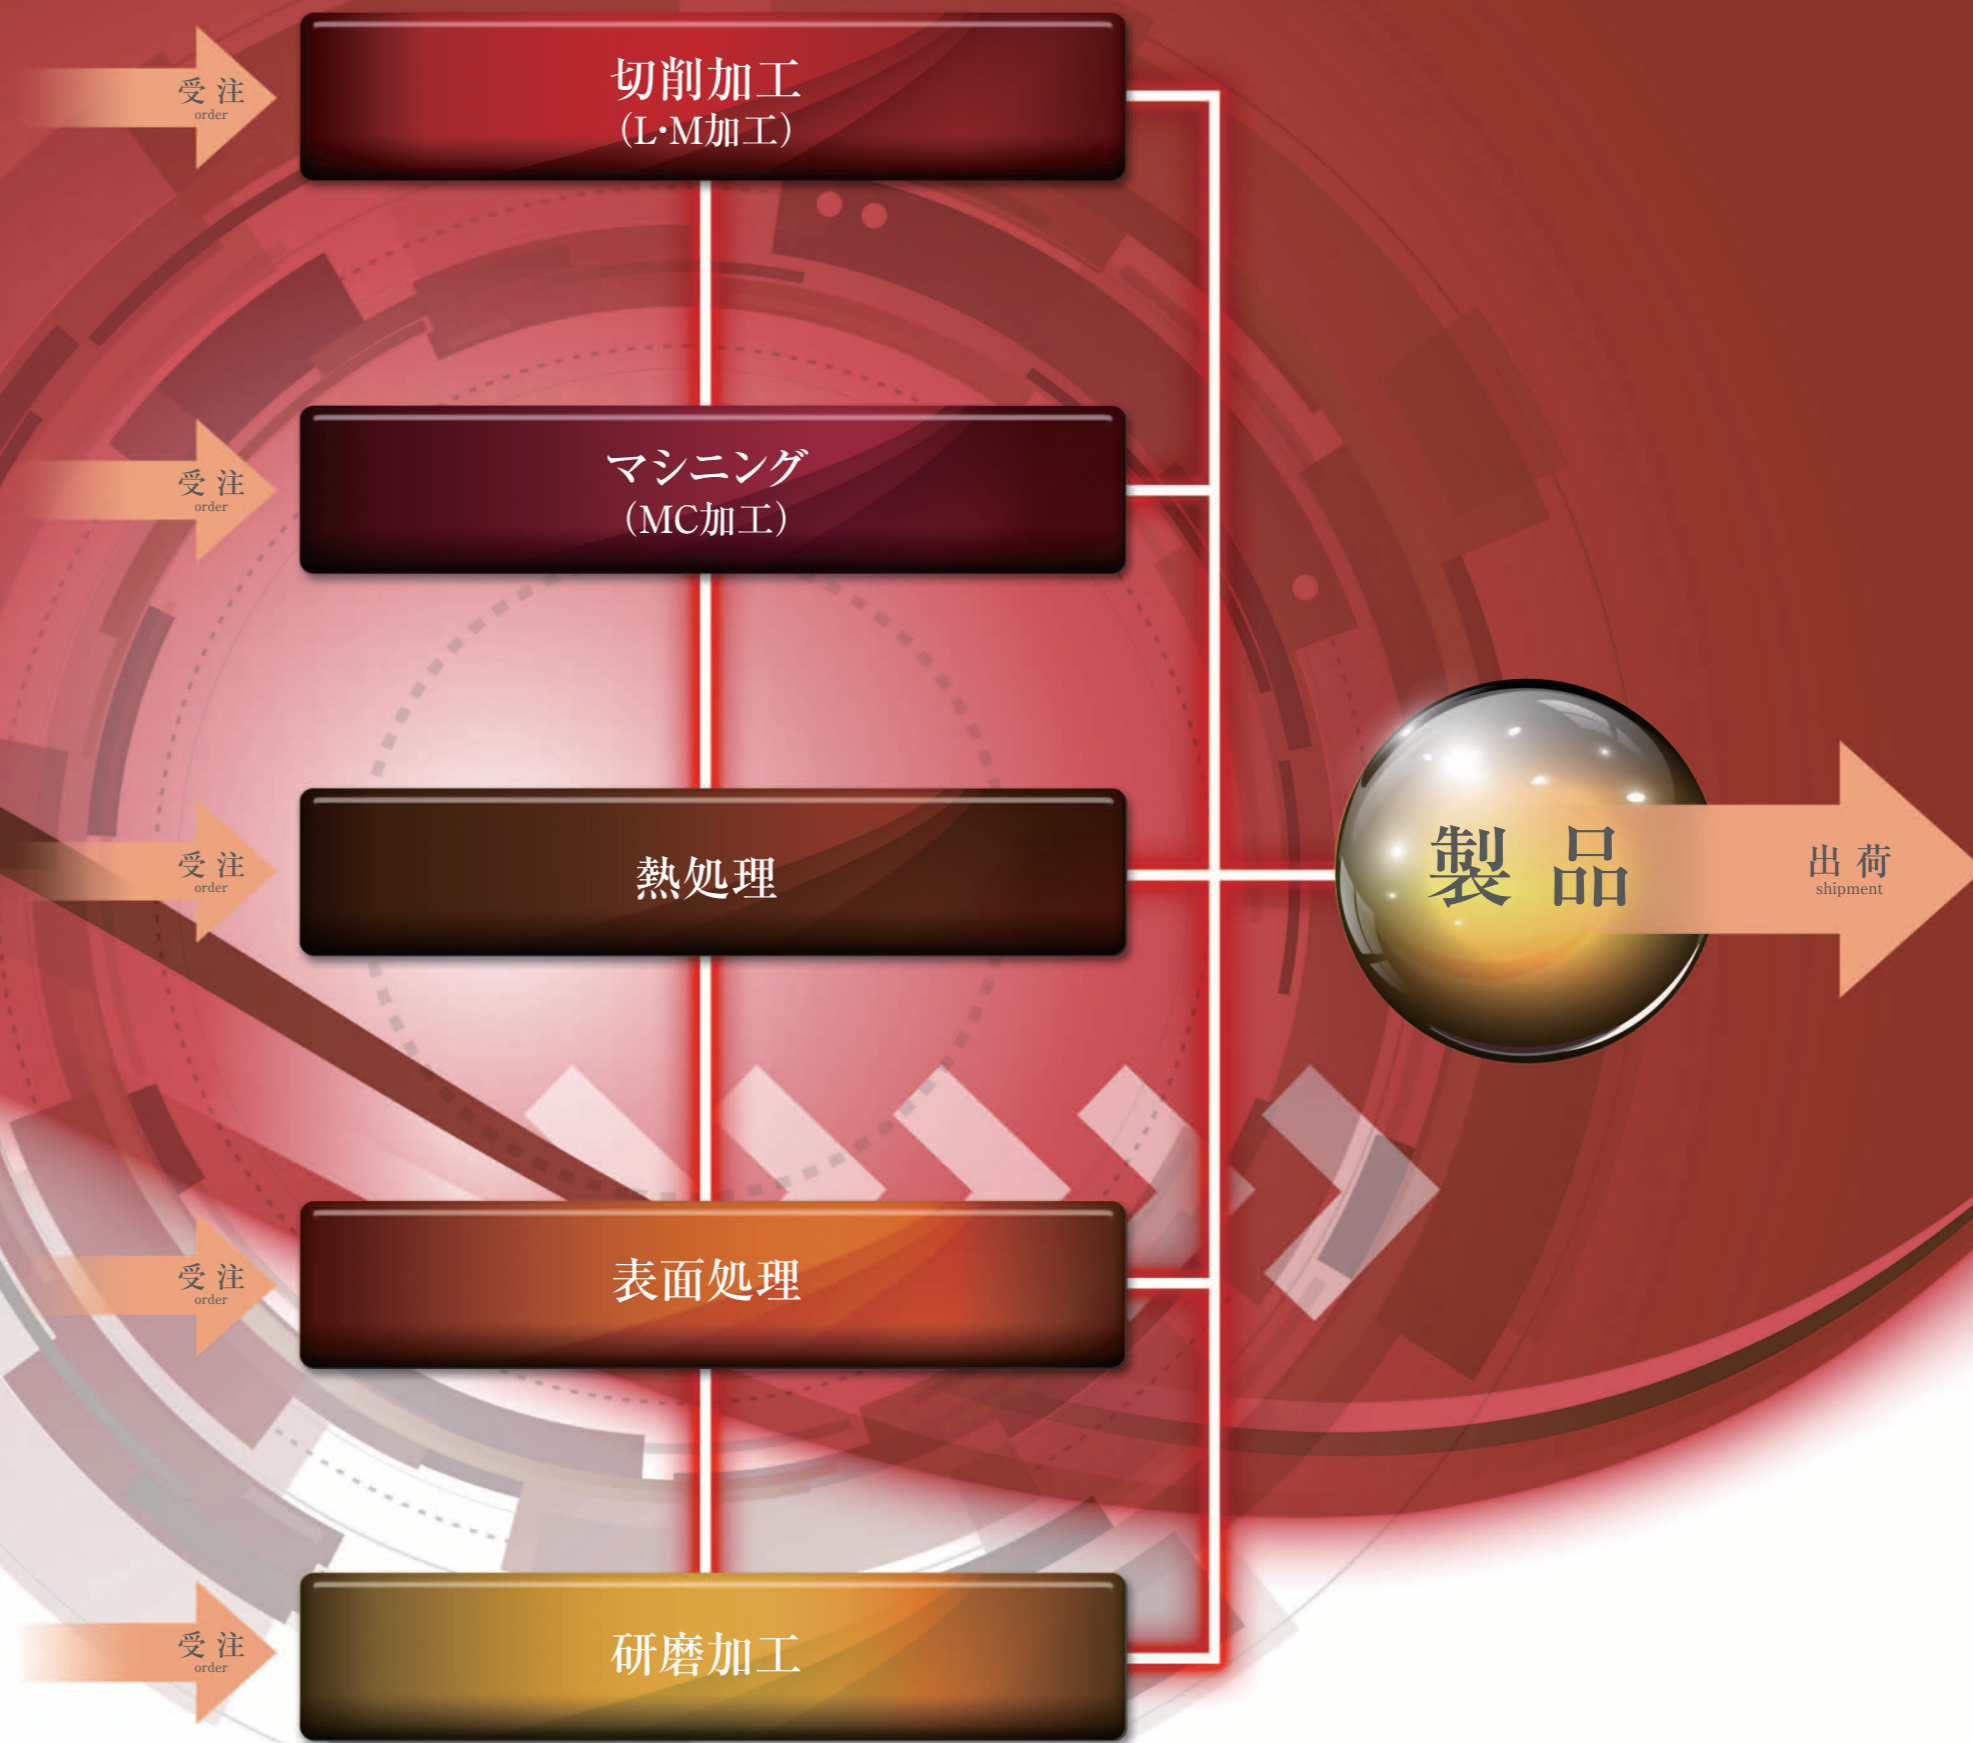 受注
order
切削加工
（L・M加工）
受注
order
マシニング
（MC加工）
受注
order
熱処理
製品
出荷
shipment
受注
order
表面処理
受注
order
研磨加工